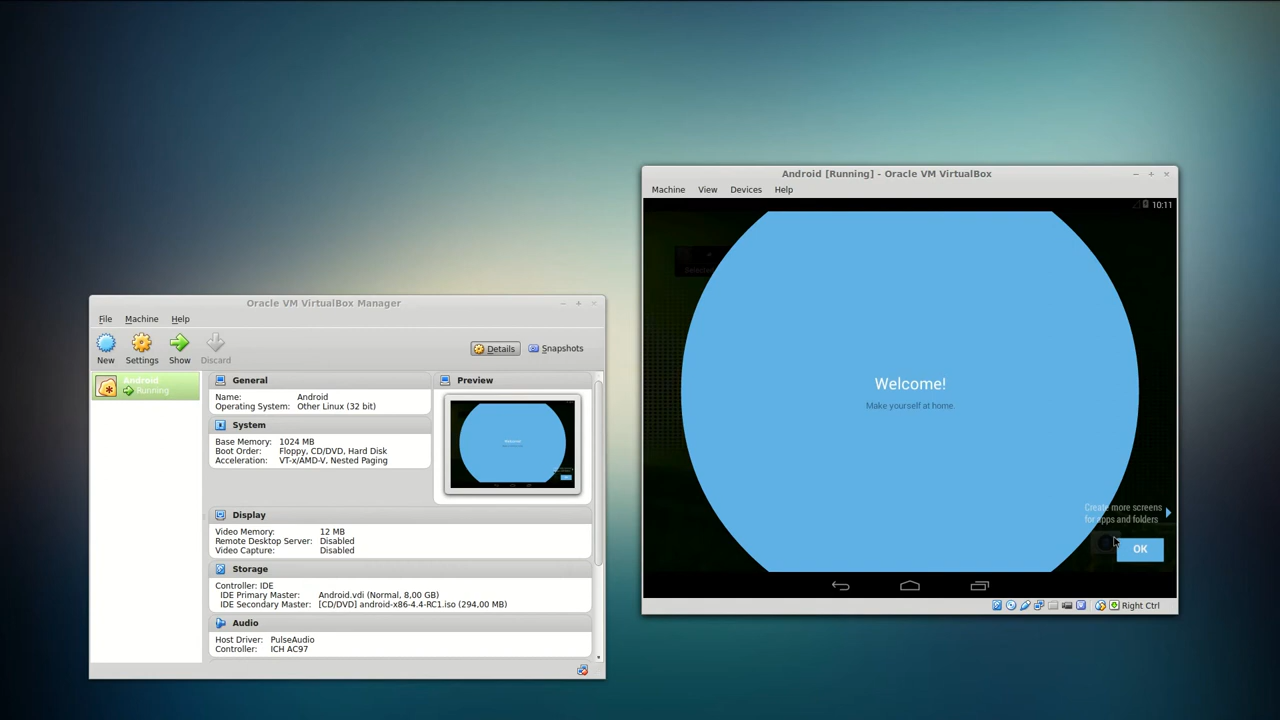 Android [Running] - Oracle VM VirtualBox
Machine View Devices Help
10:11
Welcome!
Make yourself at home.
Create more screens
for apps and folders
OK
Right Ctrl
Oracle VM VirtualBox Manager
File Machine Help
New Settings Show Discard
Details Snapshots
Android
Running
General
Name: Android
Operating System: Other Linux (32 bit)
System
Base Memory: 1024 MB
Boot Order: Floppy, CD/DVD, Hard Disk
Acceleration: VT-x/AMD-V, Nested Paging
Preview
Display
Video Memory: 12 MB
Remote Desktop Server: Disabled
Video Capture: Disabled
Storage
Controller: IDE
IDE Primary Master: Android.vdi (Normal, 8,00 GB)
IDE Secondary Master: [CD/DVD] android-x86-4.4-RC1.iso (294,00 MB)
Audio
Host Driver: PulseAudio
Controller: ICH AC97